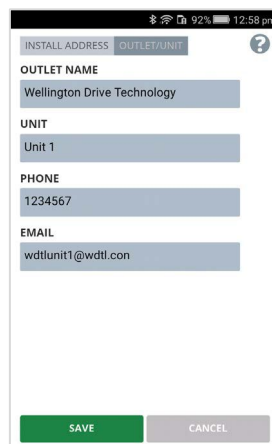 92% 12:58 pm
INSTALL ADDRESS OUTLET/UNIT ?
OUTLET NAME
Wellington Drive Technology
UNIT
Unit 1
PHONE
1234567
EMAIL
wdtlunit1@wdtl.con
SAVE CANCEL